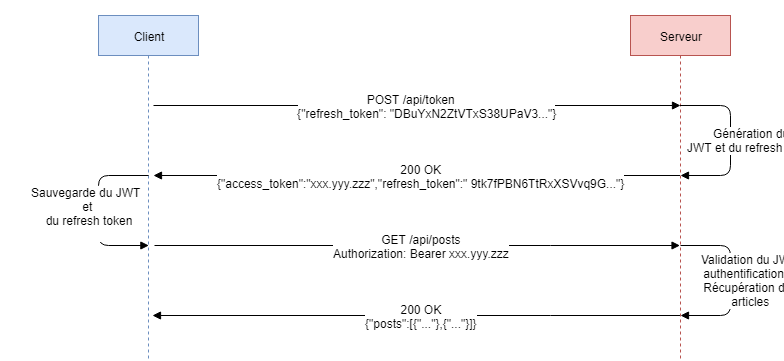 Client
Serveur
POST /api/token
{"refresh_token": "DBuYxN2ZtVTxS38UPaV3..."}
Génération du
JWT et du refresh
200 OK
{"access_token":"xxx.yyy.zzz","refresh_token":" 9tk7fPBN6TtRxXSVvq9G..."}
Sauvegarde du JWT
et
du refresh token
GET /api/posts
Authorization: Bearer xxx.yyy.zzz
Validation du JW
authentification
Récupération d
articles
200 OK
{"posts":[{"..."},{"..."}]}